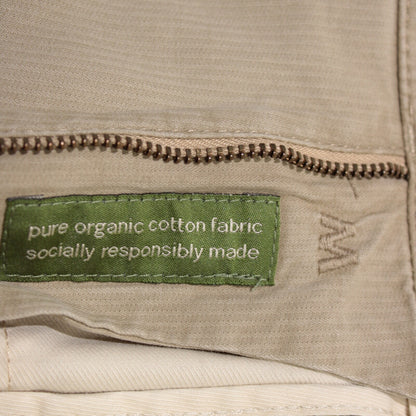 pure organic cotton fabric
socially responsibly made
M